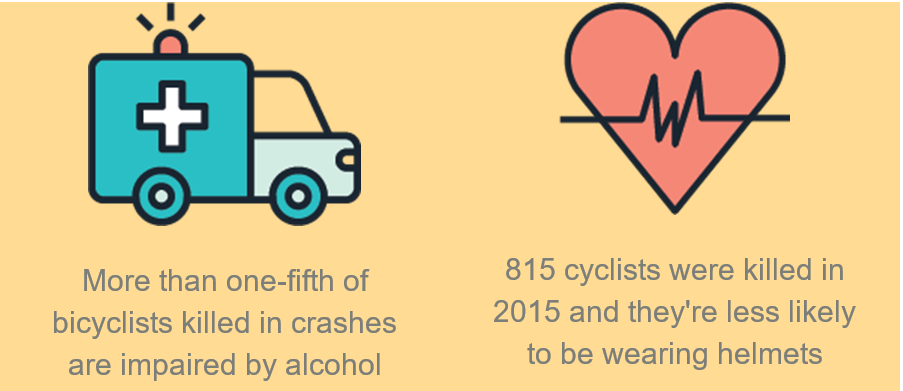 More than one-fifth of
bicyclists killed in crashes
are impaired by alcohol
815 cyclists were killed in
2015 and they're less likely
to be wearing helmets